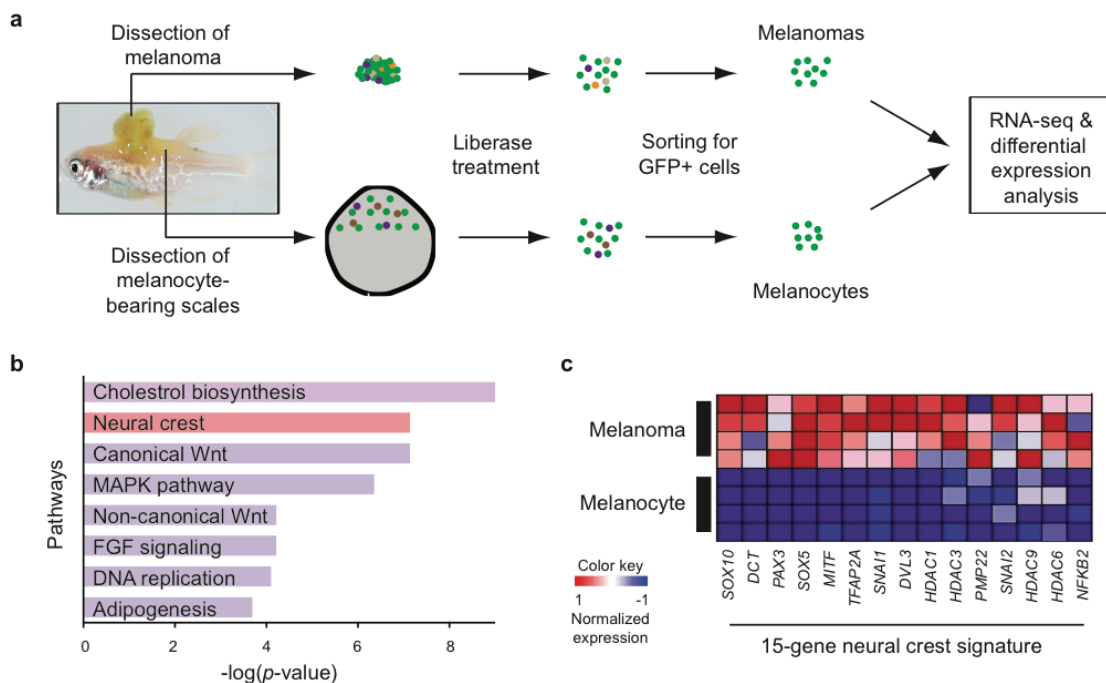 a
Dissection of
melanoma
Melanomas
Liberase
treatment
Sorting for
GFP+ cells
RNA-seq &
differential
expression
analysis
Dissection of
melanocyte-
bearing scales
Melanocytes
b
Pathways
Cholestrol biosynthesis
Neural crest
Canonical Wnt
MAPK pathway
Non-canonical Wnt
FGF signaling
DNA replication
Adipogenesis
0 2 4 6 8
-log(p-value)
c
Melanoma
Melanocyte
Color key
1 -1
Normalized
expression
SOX10 DCT PAX3 SOX5 MITF TFAP2A SNAI1 DVL3 HDAC1 HDAC3 PMP22 SNAI2 HDAC9 HDAC6 NFKB2
15-gene neural crest signature